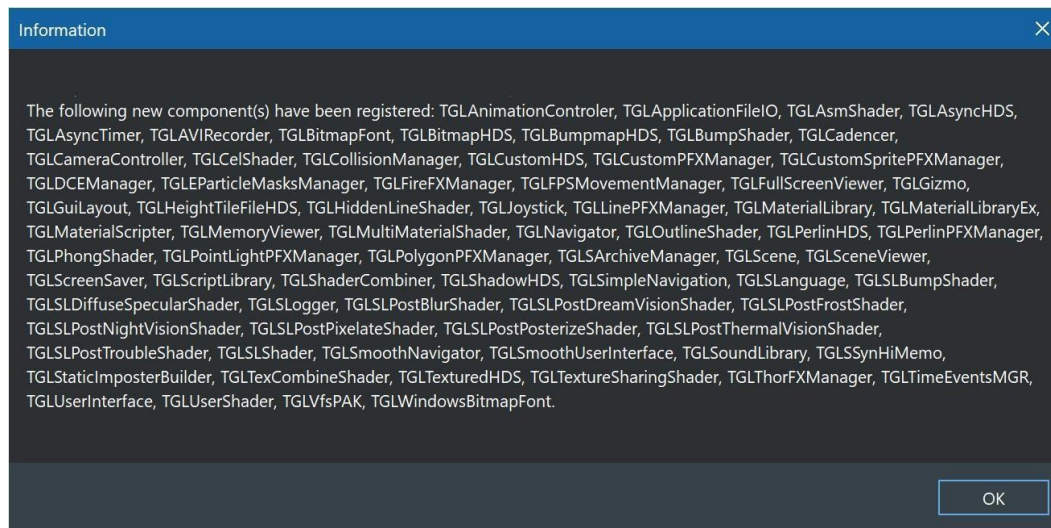 Information
The following new component(s) have been registered: TGLAnimationControler, TGLApplicationFileIO, TGLAsmShader, TGLAsyncHDS,
TGLAsyncTimer, TGLAVIRecorder, TGLBitmapFont, TGLBitmapHDS, TGLBumpmapHDS, TGLBumpShader, TGLCadencer,
TGLCameraController, TGLCelShader, TGLCollisionManager, TGLCustomHDS, TGLCustomPFXManager, TGLCustomSpritePFXManager,
TGLDCEManager, TGLEParticleMasksManager, TGLFireFXManager, TGLFPSMovementManager, TGLFullScreenViewer, TGLGizmo,
TGLGuiLayout, TGLHeightTileFileHDS, TGLHiddenLineShader, TGLJoystick, TGLLinePFXManager, TGLMaterialLibrary, TGLMaterialLibraryEx,
TGLMaterialScripter, TGLMemoryViewer, TGLMultiMaterialShader, TGLNavigator, TGLOutlineShader, TGLPerlinHDS, TGLPerlinPFXManager,
TGLPhongShader, TGLPointLightPFXManager, TGLPolygonPFXManager, TGLSArchiveManager, TGLScene, TGLSceneViewer,
TGLScreenSaver, TGLScriptLibrary, TGLShaderCombiner, TGLShadowHDS, TGLSimpleNavigation, TGLSLanguage, TGLSLBumpShader,
TGLSLDiffuseSpecularShader, TGLSLogger, TGLSLPostBlurShader, TGLSLPostDreamVisionShader, TGLSLPostFrostShader,
TGLSLPostNightVisionShader, TGLSLPostPixelateShader, TGLSLPostPosterizeShader, TGLSLPostThermalVisionShader,
TGLSLPostTroubleShader, TGLSLShader, TGLSmoothNavigator, TGLSmoothUserInterface, TGLSoundLibrary, TGLSSynHiMemo,
TGLStaticImposterBuilder, TGLTexCombineShader, TGLTexturedHDS, TGLTextureSharingShader, TGLThorFXManager, TGLTimeEventsMGR,
TGLUserInterface, TGLUserShader, TGLVfsPAK, TGLWindowsBitmapFont.
OK